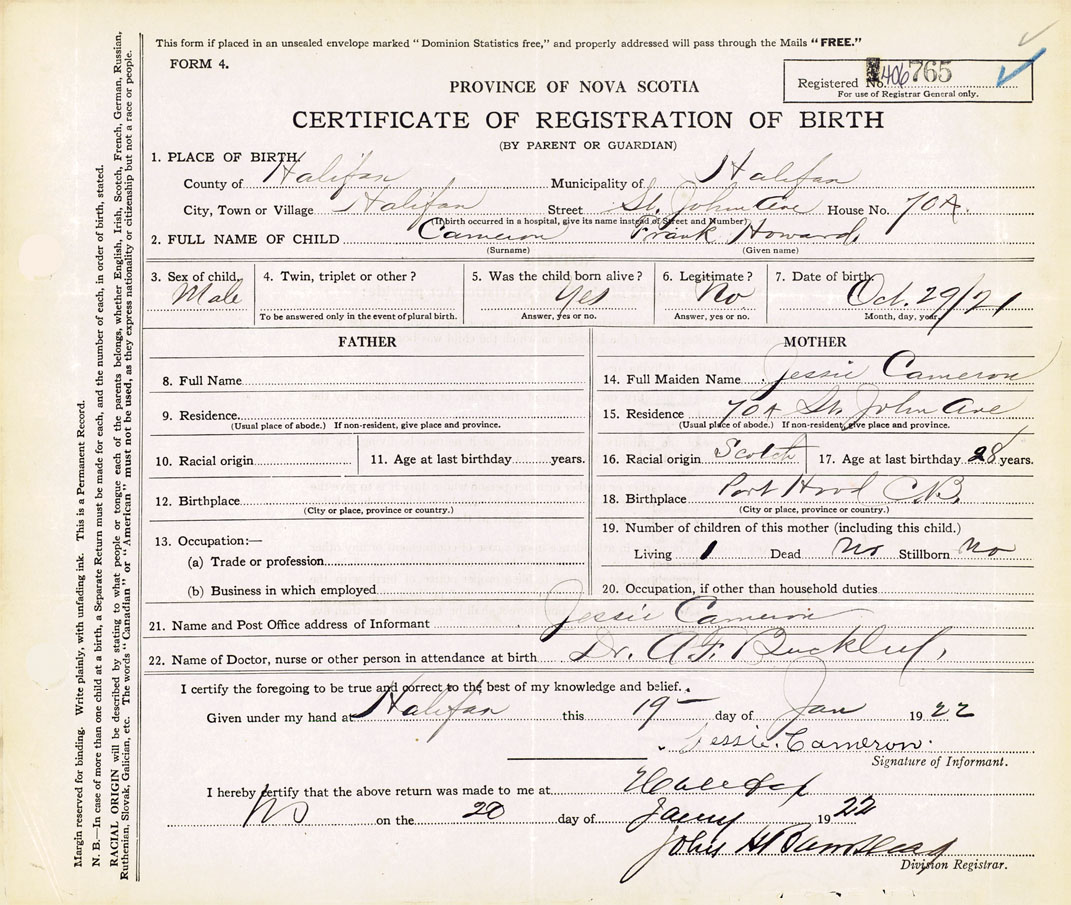 This form if placed in an unsealed envelope marked "Dominion Statistics free," and properly addressed will pass through the Mails "FREE."
FORM 4.
Registered No. 406765
For use of Registrar General only.
PROVINCE OF NOVA SCOTIA
CERTIFICATE OF REGISTRATION OF BIRTH
(BY PARENT OR GUARDIAN)
1. PLACE OF BIRTH
County of Halifax Municipality of Halifax
City, Town or Village Halifax Street St. John Ave House No. 70A.
(If birth occurred in a hospital, give its name instead of Street and Number)
2. FULL NAME OF CHILD Cameron Frank Howard
(Surname) (Given name)
3. Sex of child. 4. Twin, triplet or other? 5. Was the child born alive? 6. Legitimate? 7. Date of birth
Male Yes No Oct. 29/21
To be answered only in the event of plural birth. Answer, yes or no. Answer, yes or no. Month, day, year
FATHER
8. Full Name
9. Residence.
(Usual place of abode.) If non-resident, give place and province.
10. Racial origin 11. Age at last birthday years.
12. Birthplace
(City or place, province or country.)
13. Occupation:—
(a) Trade or profession
(b) Business in which employed
MOTHER
14. Full Maiden Name Jessie Cameron
15. Residence 70A St. John Ave
(Usual place of abode.) If non-resident, give place and province.
16. Racial origin Scotch 17. Age at last birthday 28 years.
18. Birthplace Port Hood C.B.
(City or place, province or country.)
19. Number of children of this mother (including this child.)
Living 1 Dead No Stillborn No
20. Occupation, if other than household duties
21. Name and Post Office address of Informant Jessie Cameron
22. Name of Doctor, nurse or other person in attendance at birth Dr. A.F. Buckley
I certify the foregoing to be true and correct to the best of my knowledge and belief.
Given under my hand at Halifax this 19 day of Jan 1922
Jessie Cameron.
Signature of Informant.
I hereby certify that the above return was made to me at Halifax
NS on the 20 day of Jany 1922
John H
Division Registrar.
Margin reserved for binding. Write plainly, with unfading ink. This is a Permanent Record.
N. B.—In case of more than one child at a birth, a Separate Return must be made for each, and the number of each, in order of birth, stated.
RACIAL ORIGIN will be described by stating to what people or tongue each of the parents belongs, whether English, Irish, Scotch, French, German, Russian,
Ruthenian, Slovak, Galician, etc. The words "Canadian" or "American" must not be used, as they express nationality or citizenship but not a race or people.